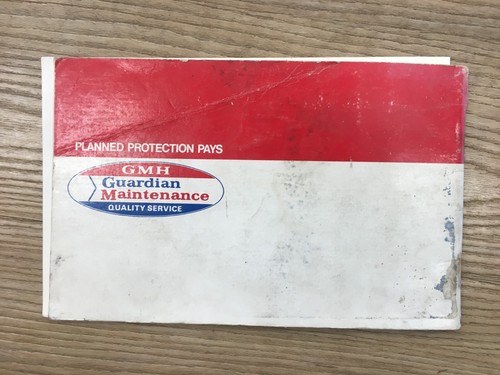 PLANNED PROTECTION PAYS
GMH
Guardian
Maintenance
QUALITY SERVICE